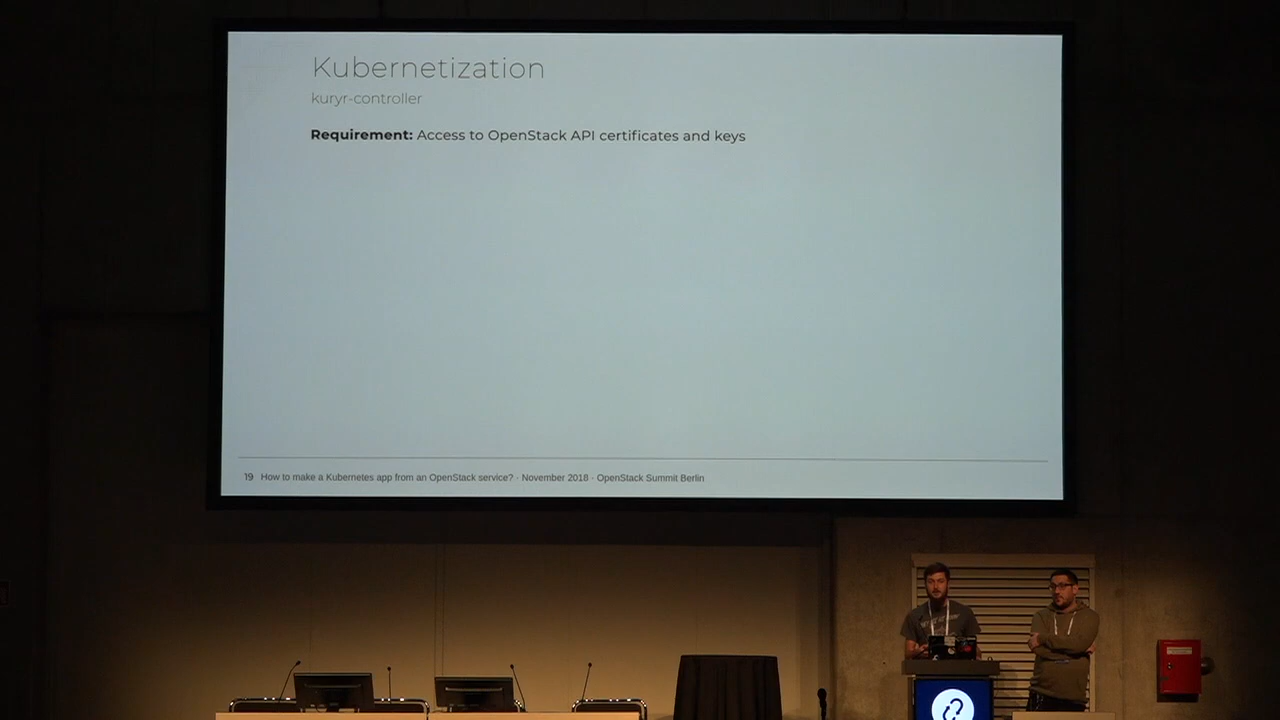 Kubernetization
kuryr-controller
Requirement: Access to OpenStack API certificates and keys
19 How to make a Kubernetes app from an OpenStack service? · November 2018 · OpenStack Summit Berlin